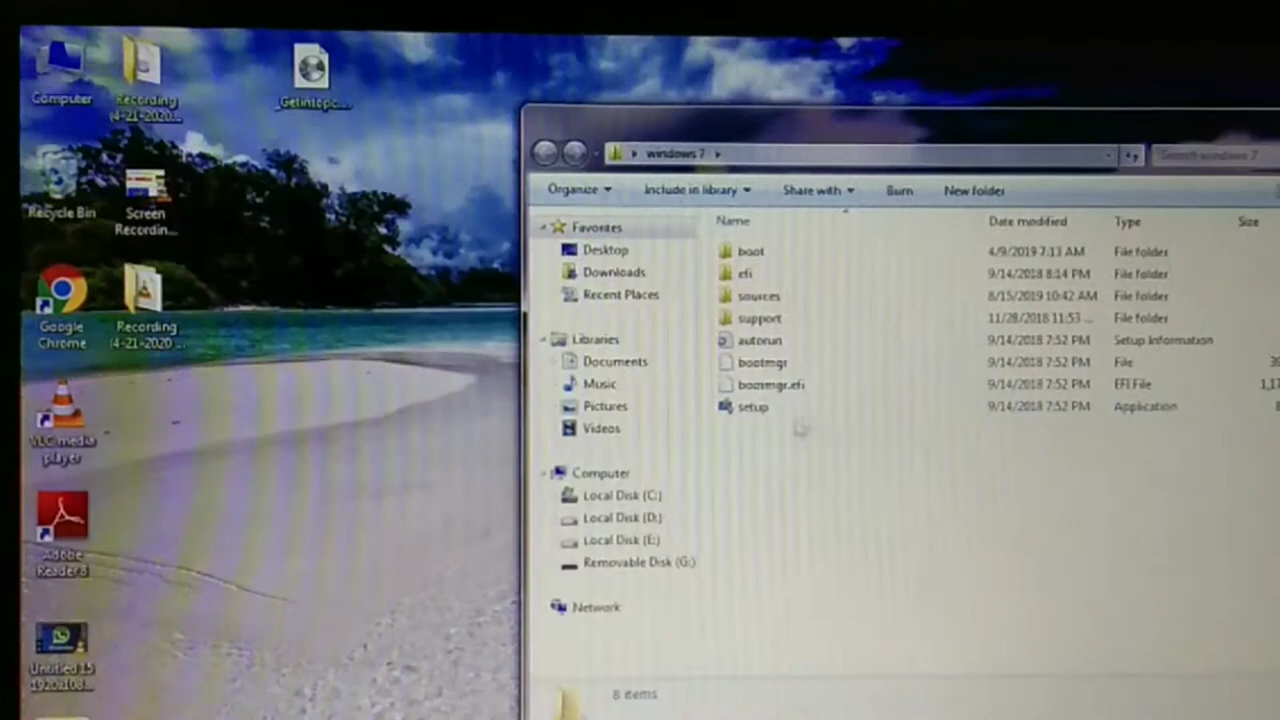 Computer
Recording
(4-21-2020...
_Getintopc...
Recycle Bin
Screen
Recordin...
Google
Chrome
Recording
(4-21-2020 ...
VLC media
player
Adobe
Reader 8
Untitled 15
1920x108...
windows 7
Search windows 7
Organize
Include in library
Share with
Burn
New folder
Name
Date modified
Type
Size
Favorites
Desktop
Downloads
Recent Places
Libraries
Documents
Music
Pictures
Videos
Computer
Local Disk (C:)
Local Disk (D:)
Local Disk (E:)
Removable Disk (G:)
Network
boot 4/9/2019 7:13 AM File folder
efi 9/14/2018 8:14 PM File folder
sources 8/15/2019 10:42 AM File folder
support 11/28/2018 11:53 ... File folder
autorun 9/14/2018 7:52 PM Setup Information
bootmgr 9/14/2018 7:52 PM File
bootmgr.efi 9/14/2018 7:52 PM EFI File 1,17
setup 9/14/2018 7:52 PM Application
8 items